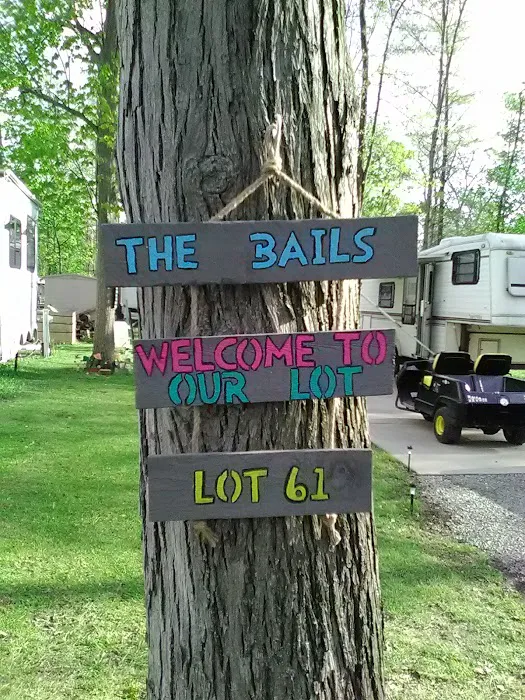 THE BAILS
WELCOME TO
OUR LOT
LOT 61